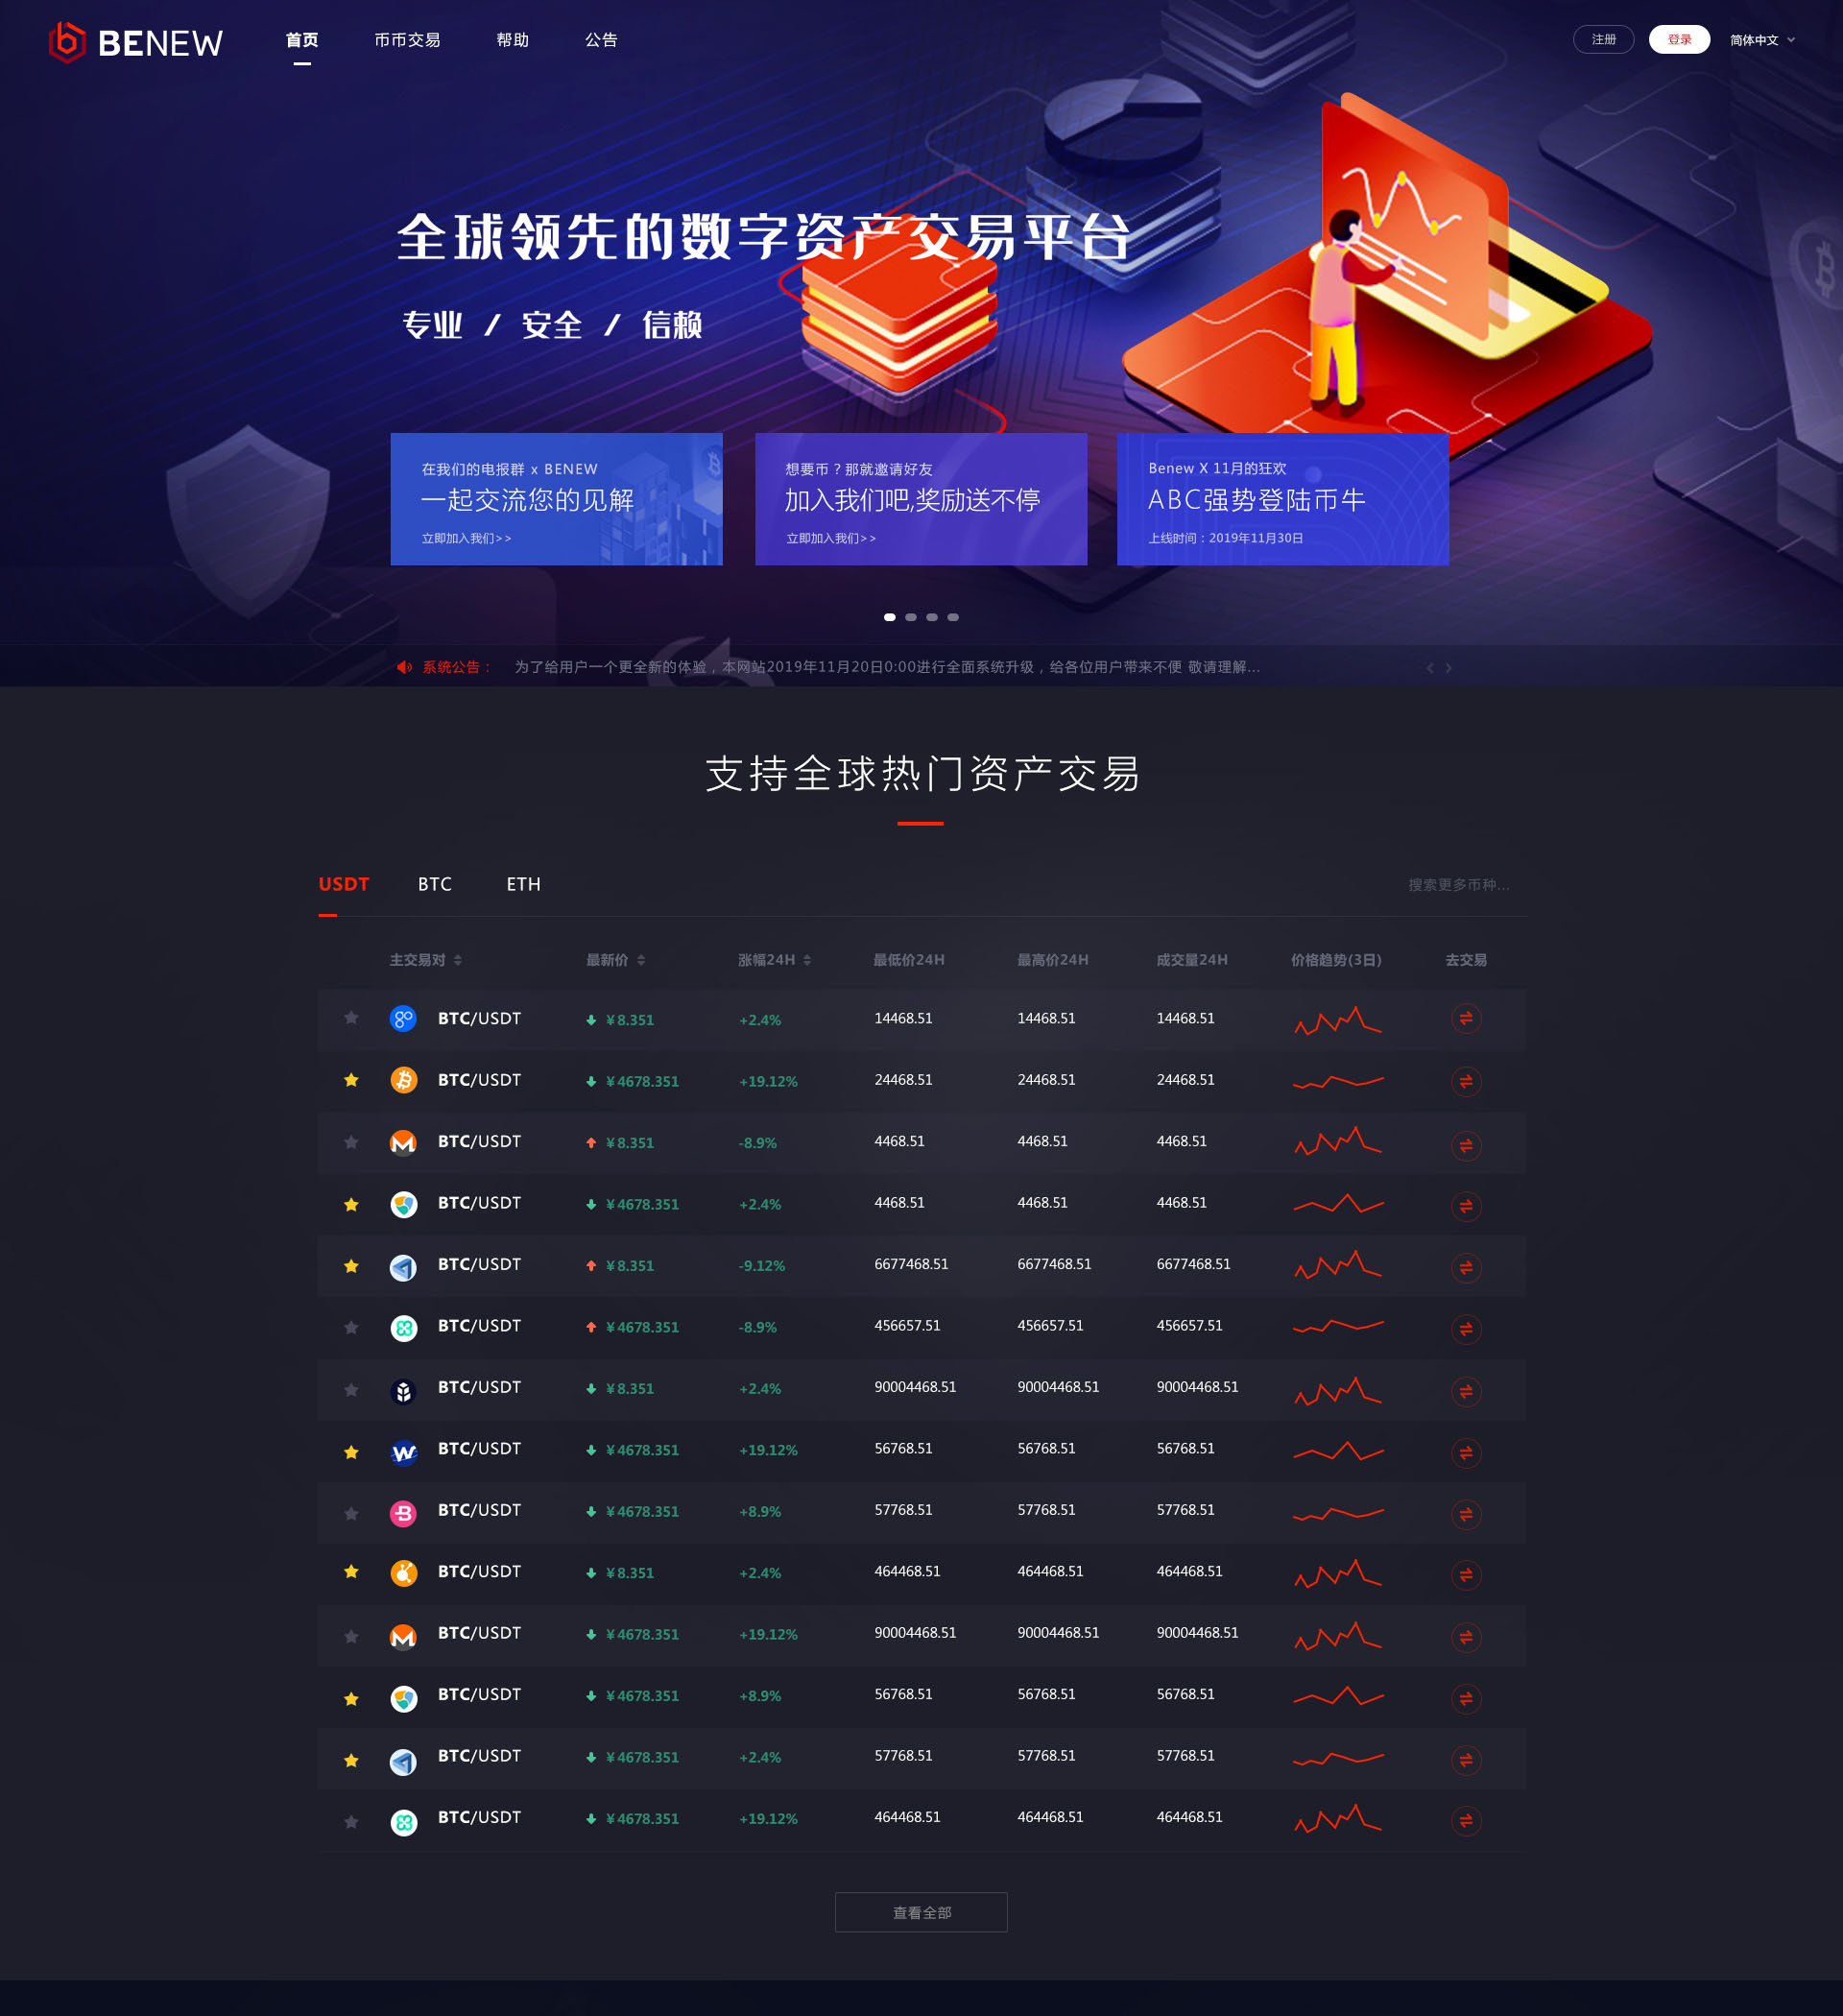 BENEW 首页 币币交易 帮助 公告 注册 登录 简体中文
全球领先的数字资产交易平台
专业 / 安全 / 信赖
在我们的电报群 x BENEW
一起交流您的见解
立即加入我们>>
想要币？那就邀请好友
加入我们吧,奖励送不停
立即加入我们>>
Benew X 11月的狂欢
ABC强势登陆币牛
上线时间：2019年11月30日
系统公告： 为了给用户一个更全新的体验，本网站2019年11月20日0:00进行全面系统升级，给各位用户带来不便 敬请理解...
支持全球热门资产交易
USDT BTC ETH 搜索更多币种...
主交易对 最新价 涨幅24H 最低价24H 最高价24H 成交量24H 价格趋势(3日) 去交易
BTC/USDT ¥8.351 +2.4% 14468.51 14468.51 14468.51
BTC/USDT ¥4678.351 +19.12% 24468.51 24468.51 24468.51
BTC/USDT ¥8.351 -8.9% 4468.51 4468.51 4468.51
BTC/USDT ¥4678.351 +2.4% 4468.51 4468.51 4468.51
BTC/USDT ¥8.351 -9.12% 6677468.51 6677468.51 6677468.51
BTC/USDT ¥4678.351 -8.9% 456657.51 456657.51 456657.51
BTC/USDT ¥8.351 +2.4% 90004468.51 90004468.51 90004468.51
BTC/USDT ¥4678.351 +19.12% 56768.51 56768.51 56768.51
BTC/USDT ¥4678.351 +8.9% 57768.51 57768.51 57768.51
BTC/USDT ¥8.351 +2.4% 464468.51 464468.51 464468.51
BTC/USDT ¥4678.351 +19.12% 90004468.51 90004468.51 90004468.51
BTC/USDT ¥4678.351 +8.9% 56768.51 56768.51 56768.51
BTC/USDT ¥4678.351 +2.4% 57768.51 57768.51 57768.51
BTC/USDT ¥4678.351 +19.12% 464468.51 464468.51 464468.51
查看全部